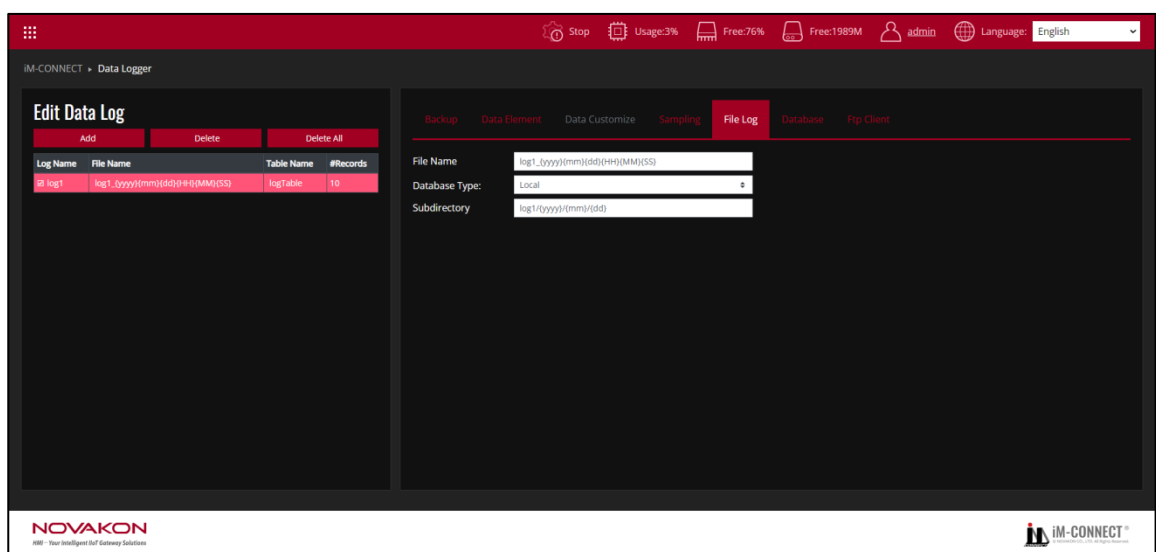 Stop Usage:3% Free:76% Free:1989M admin Language: English
iM-CONNECT ▸ Data Logger
Edit Data Log
Add Delete Delete All
Log Name File Name Table Name #Records
log1 log1_{yyyy}{mm}{dd}{HH}{MM}{SS} logTable 10
Backup Data Element Data Customize Sampling File Log Database Ftp Client
File Name log1_{yyyy}{mm}{dd}{HH}{MM}{SS}
Database Type: Local
Subdirectory log1/{yyyy}/{mm}/{dd}
NOVAKON
HMI - Your Intelligent IIoT Gateway Solutions
iM-CONNECT®